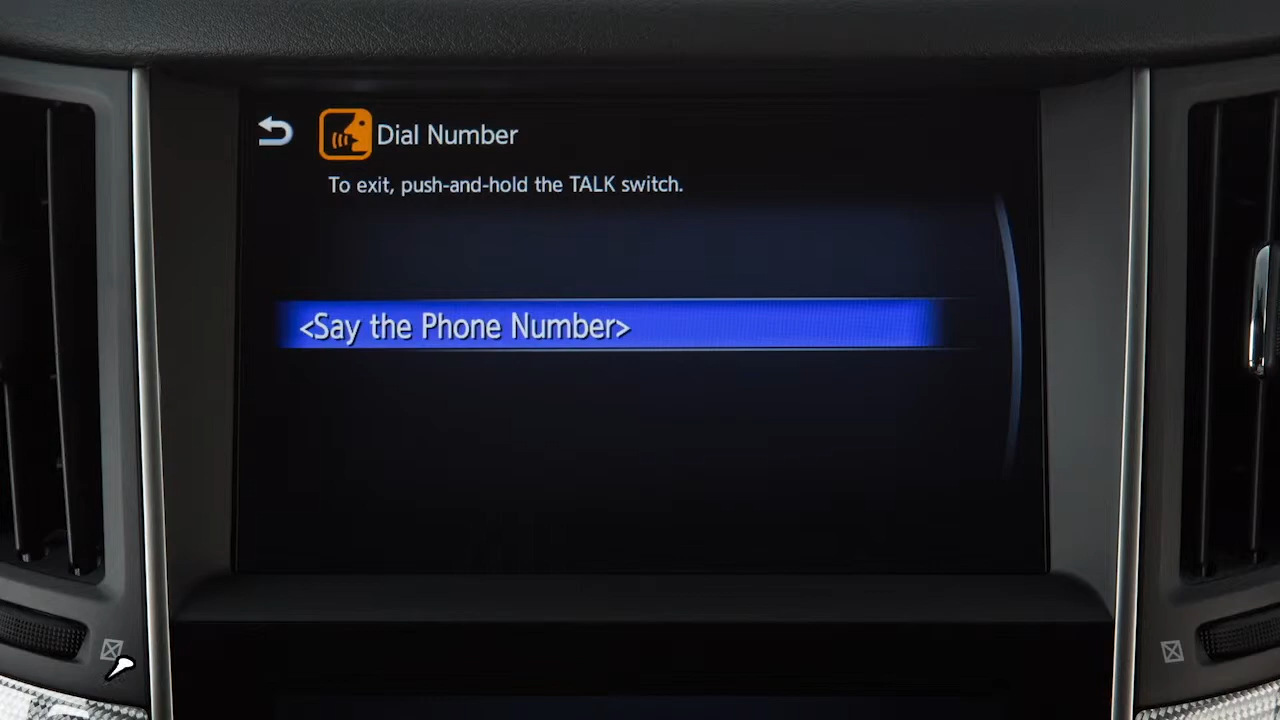 Dial Number
To exit, push-and-hold the TALK switch.
<Say the Phone Number>